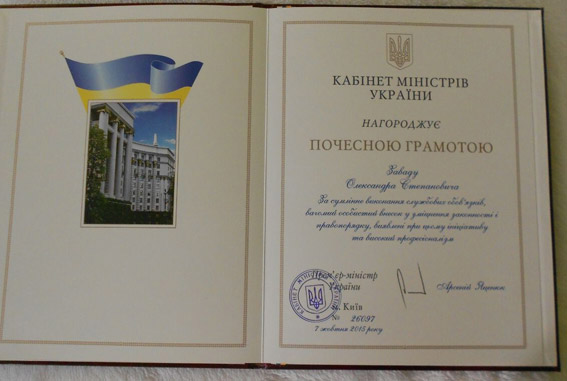 КАБІНЕТ МІНІСТРІВ
УКРАЇНИ
НАГОРОДЖУЄ
ПОЧЕСНОЮ ГРАМОТОЮ
Заваду
Олександра Степановича
За сумлінне виконання службових обов'язків,
вагомий особистий внесок у зміцнення законності і
правопорядку, виявлені при цьому ініціативу
та високий професіоналізм
Прем'єр-міністр
України
Арсеній Яценюк
м. Київ
№ 26097
7 жовтня 2015 року